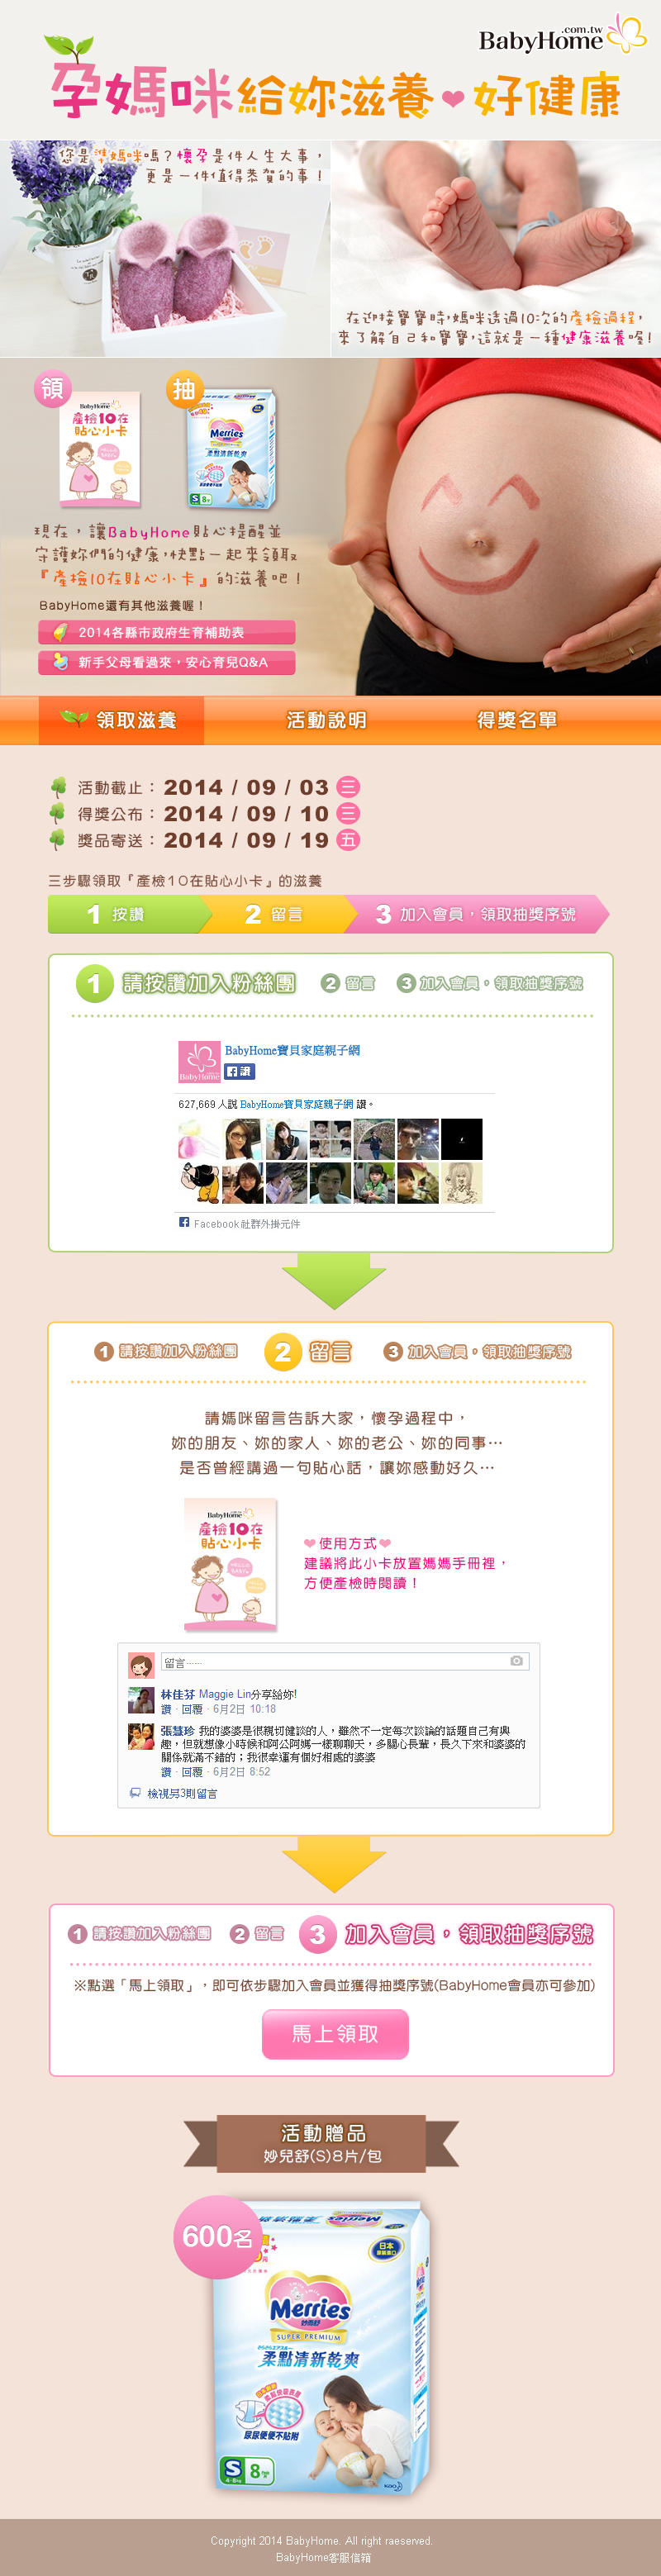 BabyHome.com.tw
孕媽咪給妳滋養❤好健康
您是準媽咪嗎？懷孕是件人生大事，
更是一件值得恭賀的事！
在迎接寶寶時，媽咪透過10次的產檢過程，
來了解自己和寶寶，這就是一種健康滋養喔！
領
抽
BabyHome
產檢10在
貼心小卡
Merries
柔點清新乾爽
S 8
現在，讓BabyHome貼心提醒並
守護妳們的健康，快點一起來領取
『產檢10在貼心小卡』的滋養吧！
BabyHome還有其他滋養喔！
2014各縣市政府生育補助表
新手父母看過來，安心育兒Q&A
領取滋養
活動說明
得獎名單
活動截止：2014 / 09 / 03 三
得獎公布：2014 / 09 / 10 三
獎品寄送：2014 / 09 / 19 五
三步驟領取『產檢10在貼心小卡』的滋養
1 按讚
2 留言
3 加入會員，領取抽獎序號
1 請按讚加入粉絲團
2 留言
3 加入會員。領取抽獎序號
BabyHome
BabyHome寶貝家庭親子網
讚
627,669 人說 BabyHome寶貝家庭親子網 讚。
Facebook社群外掛元件
1 請按讚加入粉絲團
2 留言
3 加入會員。領取抽獎序號
請媽咪留言告訴大家，懷孕過程中，
妳的朋友、妳的家人、妳的老公、妳的同事…
是否曾經講過一句貼心話，讓妳感動好久…
BabyHome
產檢10在
貼心小卡
❤使用方式❤
建議將此小卡放置媽媽手冊裡，
方便產檢時閱讀！
留言......
林佳芬 Maggie Lin分享給妳!
讚 · 回覆 · 6月2日 10:18
張慧珍 我的婆婆是很親切健談的人，雖然不一定每次談論的話題自己有興
趣，但就想像小時候和阿公阿媽一樣聊聊天，多關心長輩，長久下來和婆婆的
關係就滿不錯的；我很幸運有個好相處的婆婆
讚 · 回覆 · 6月2日 8:52
檢視另3則留言
1 請按讚加入粉絲團
2 留言
3 加入會員，領取抽獎序號
※點選「馬上領取」，即可依步驟加入會員並獲得抽獎序號(BabyHome會員亦可參加)
馬上領取
活動贈品
妙兒舒(S)8片/包
600名
日本
Merries
妙而舒
SUPER PREMIUM
柔點清新乾爽
尿尿便便不貼附
S 8片
4-8kg
Copyright 2014 BabyHome. All right raeserved.
BabyHome客服信箱